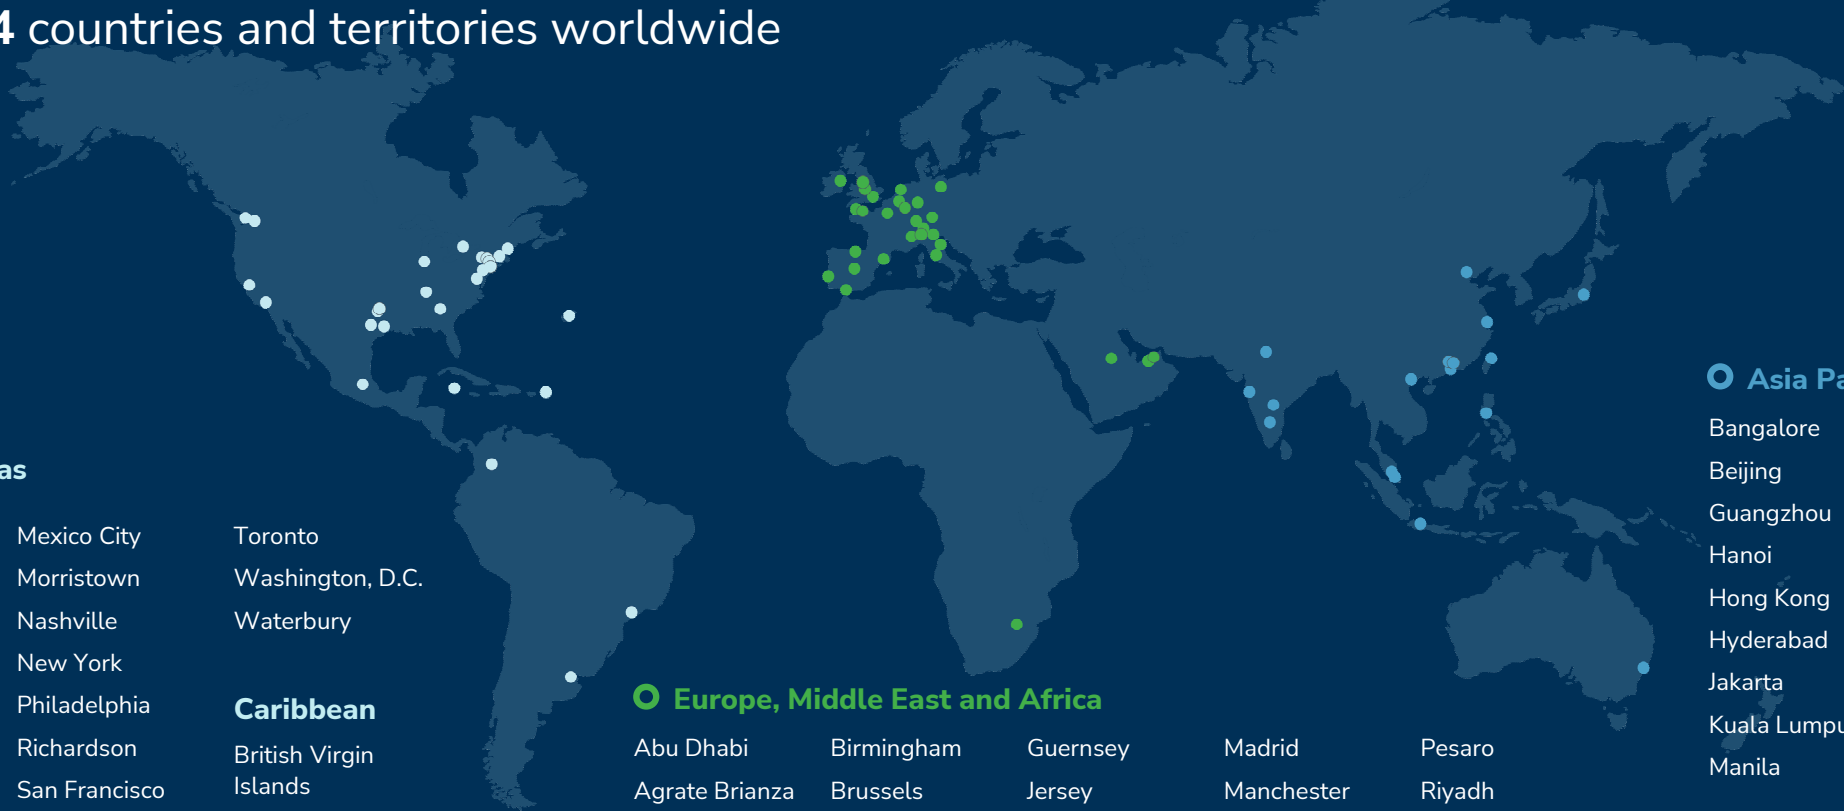 4 countries and territories worldwide
as
Mexico City
Morristown
Nashville
New York
Philadelphia
Richardson
San Francisco
Toronto
Washington, D.C.
Waterbury
Caribbean
British Virgin
Islands
Europe, Middle East and Africa
Abu Dhabi
Agrate Brianza
Birmingham
Brussels
Guernsey
Jersey
Madrid
Manchester
Pesaro
Riyadh
Asia Pa
Bangalore
Beijing
Guangzhou
Hanoi
Hong Kong
Hyderabad
Jakarta
Kuala Lumpu
Manila